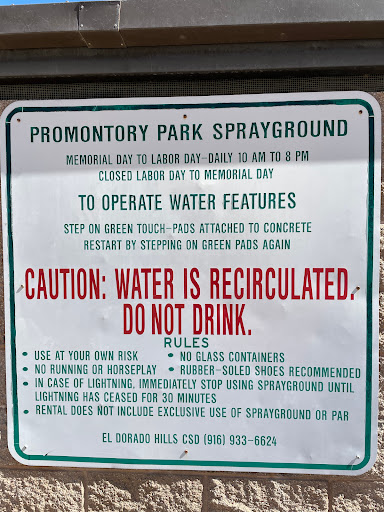 PROMONTORY PARK SPRAYGROUND
MEMORIAL DAY TO LABOR DAY–DAILY 10 AM TO 8 PM
CLOSED LABOR DAY TO MEMORIAL DAY
TO OPERATE WATER FEATURES
STEP ON GREEN TOUCH-PADS ATTACHED TO CONCRETE
RESTART BY STEPPING ON GREEN PADS AGAIN
CAUTION: WATER IS RECIRCULATED.
DO NOT DRINK.
RULES
• USE AT YOUR OWN RISK • NO GLASS CONTAINERS
• NO RUNNING OR HORSEPLAY • RUBBER-SOLED SHOES RECOMMENDED
• IN CASE OF LIGHTNING, IMMEDIATELY STOP USING SPRAYGROUND UNTIL
LIGHTNING HAS CEASED FOR 30 MINUTES
• RENTAL DOES NOT INCLUDE EXCLUSIVE USE OF SPRAYGROUND OR PAR
EL DORADO HILLS CSD (916) 933-6624